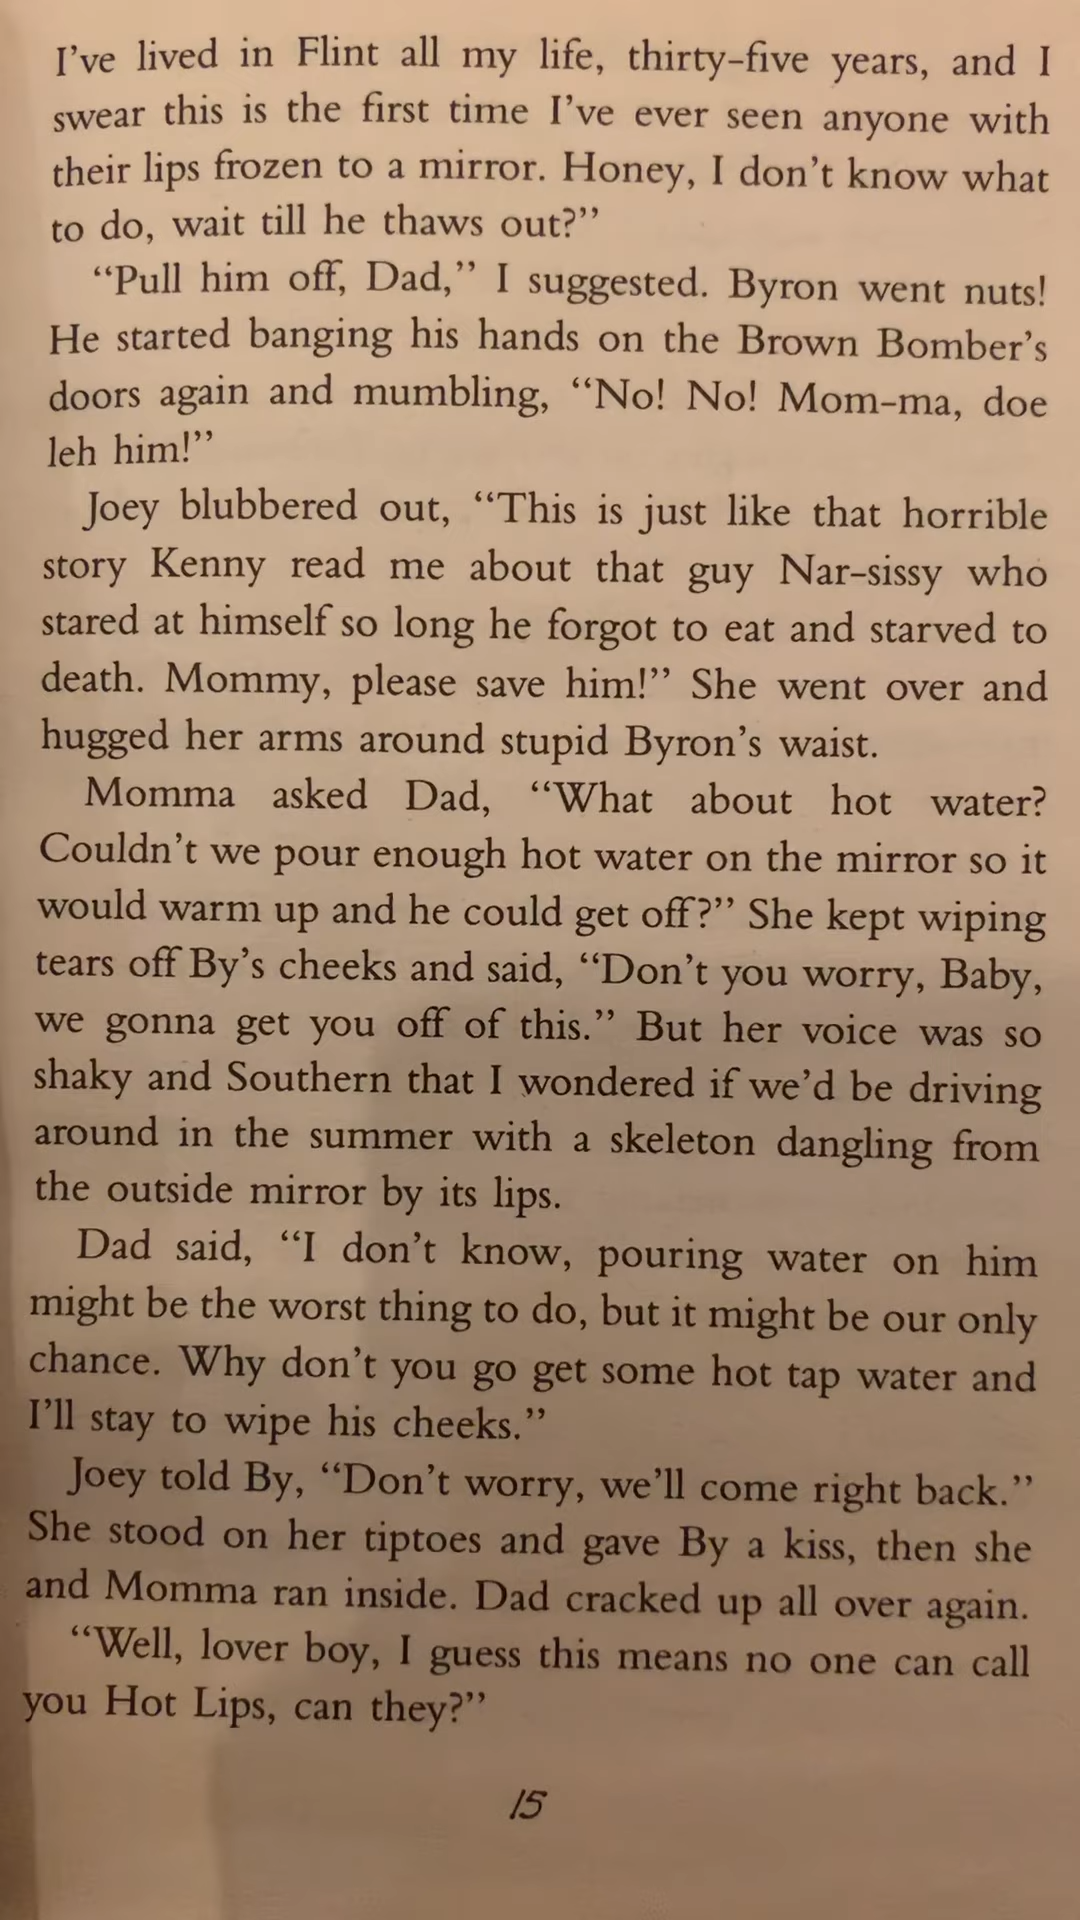 I’ve lived in Flint all my life, thirty-five years, and I
swear this is the first time I’ve ever seen anyone with
their lips frozen to a mirror. Honey, I don’t know what
to do, wait till he thaws out?”
“Pull him off, Dad,” I suggested. Byron went nuts!
He started banging his hands on the Brown Bomber’s
doors again and mumbling, “No! No! Mom-ma, doe
leh him!”
Joey blubbered out, “This is just like that horrible
story Kenny read me about that guy Nar-sissy who
stared at himself so long he forgot to eat and starved to
death. Mommy, please save him!” She went over and
hugged her arms around stupid Byron’s waist.
Momma asked Dad, “What about hot water?
Couldn’t we pour enough hot water on the mirror so it
would warm up and he could get off?” She kept wiping
tears off By’s cheeks and said, “Don’t you worry, Baby,
we gonna get you off of this.” But her voice was so
shaky and Southern that I wondered if we’d be driving
around in the summer with a skeleton dangling from
the outside mirror by its lips.
Dad said, “I don’t know, pouring water on him
might be the worst thing to do, but it might be our only
chance. Why don’t you go get some hot tap water and
I’ll stay to wipe his cheeks.”
Joey told By, “Don’t worry, we’ll come right back.”
She stood on her tiptoes and gave By a kiss, then she
and Momma ran inside. Dad cracked up all over again.
“Well, lover boy, I guess this means no one can call
you Hot Lips, can they?”
15